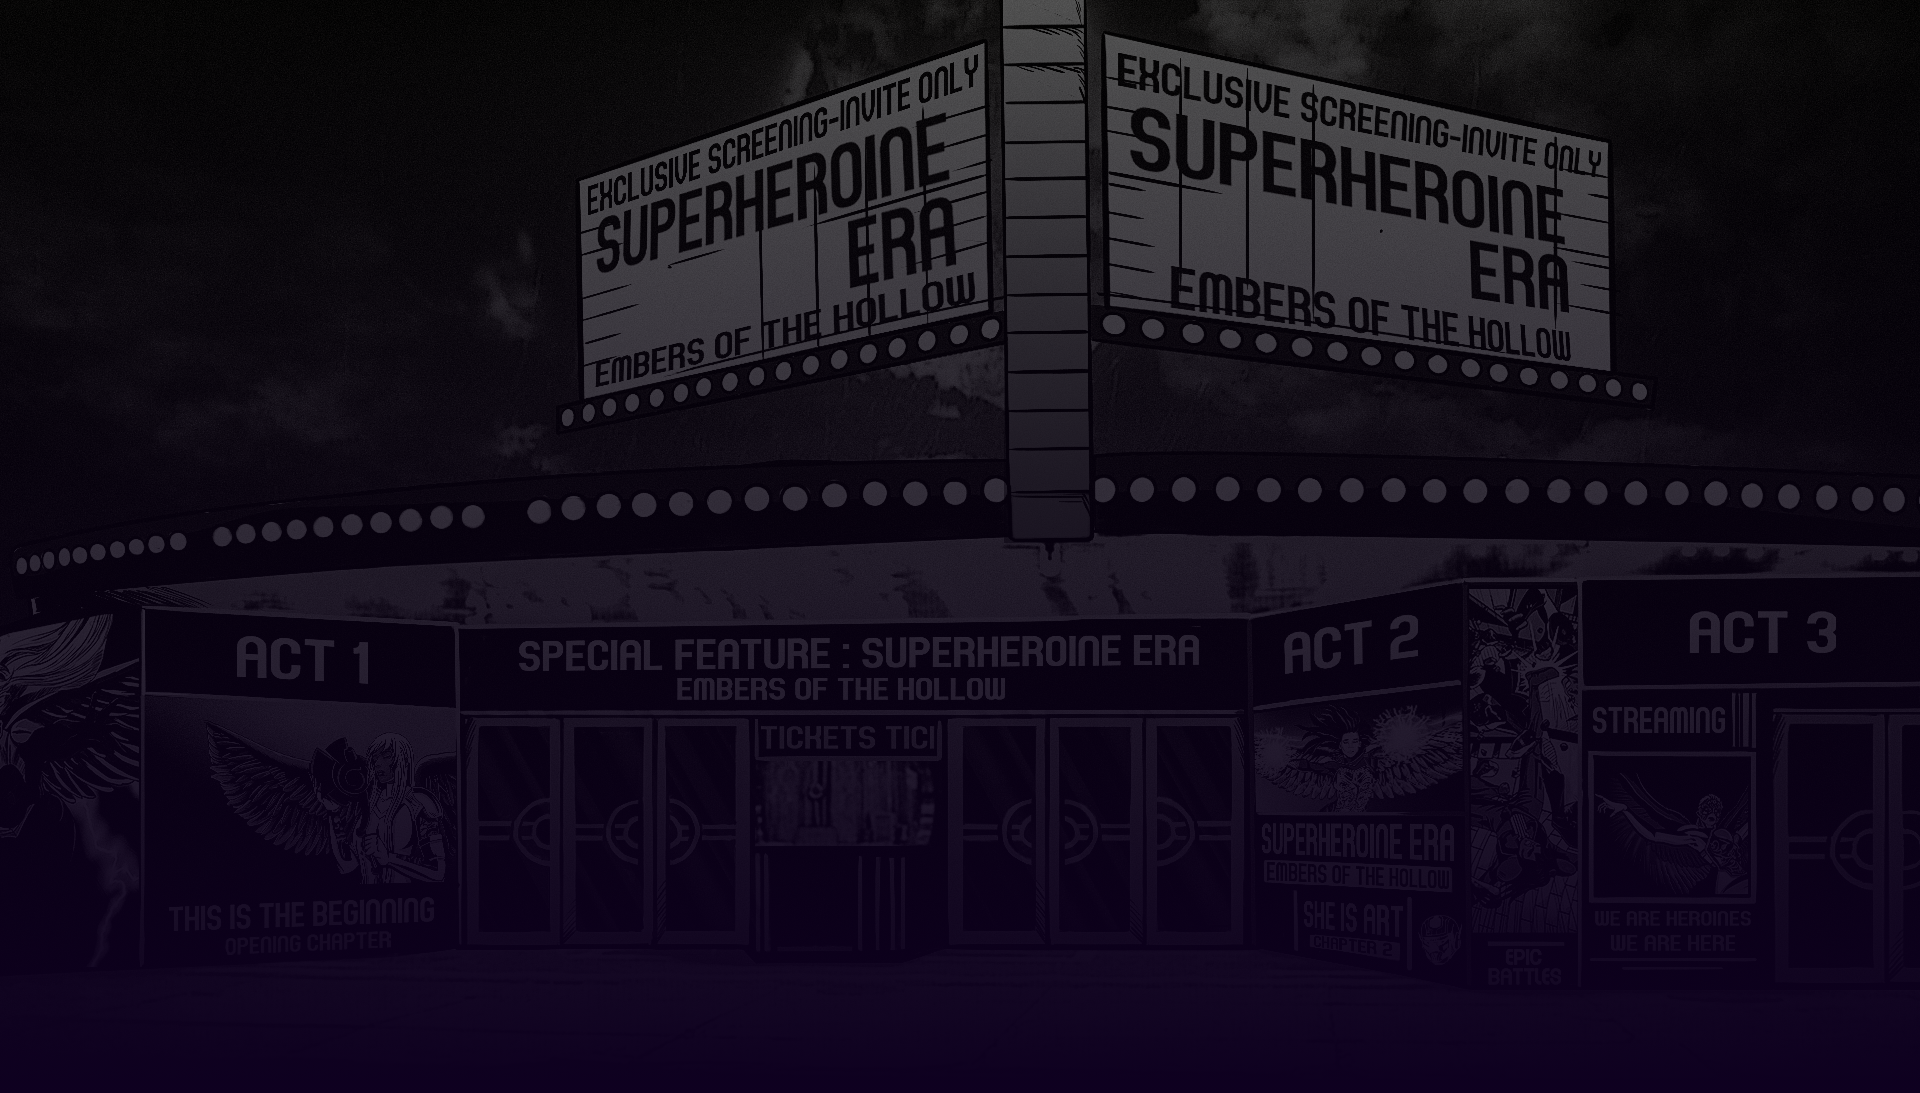 EXCLUSIVE SCREENING-INVITE ONLY
SUPERHEROINE
ERA
EMBERS OF THE HOLLOW
EXCLUSIVE SCREENING-INVITE ONLY
SUPERHEROINE
ERA
EMBERS OF THE HOLLOW
ACT 1
THIS IS THE BEGINNING
OPENING CHAPTER
SPECIAL FEATURE : SUPERHEROINE ERA
EMBERS OF THE HOLLOW
TICKETS TICI
ACT 2
SUPERHEROINE ERA
EMBERS OF THE HOLLOW
SHE IS ART
CHAPTER 2
EPIC
BATTLES
ACT 3
STREAMING
WE ARE HEROINES
WE ARE HERE